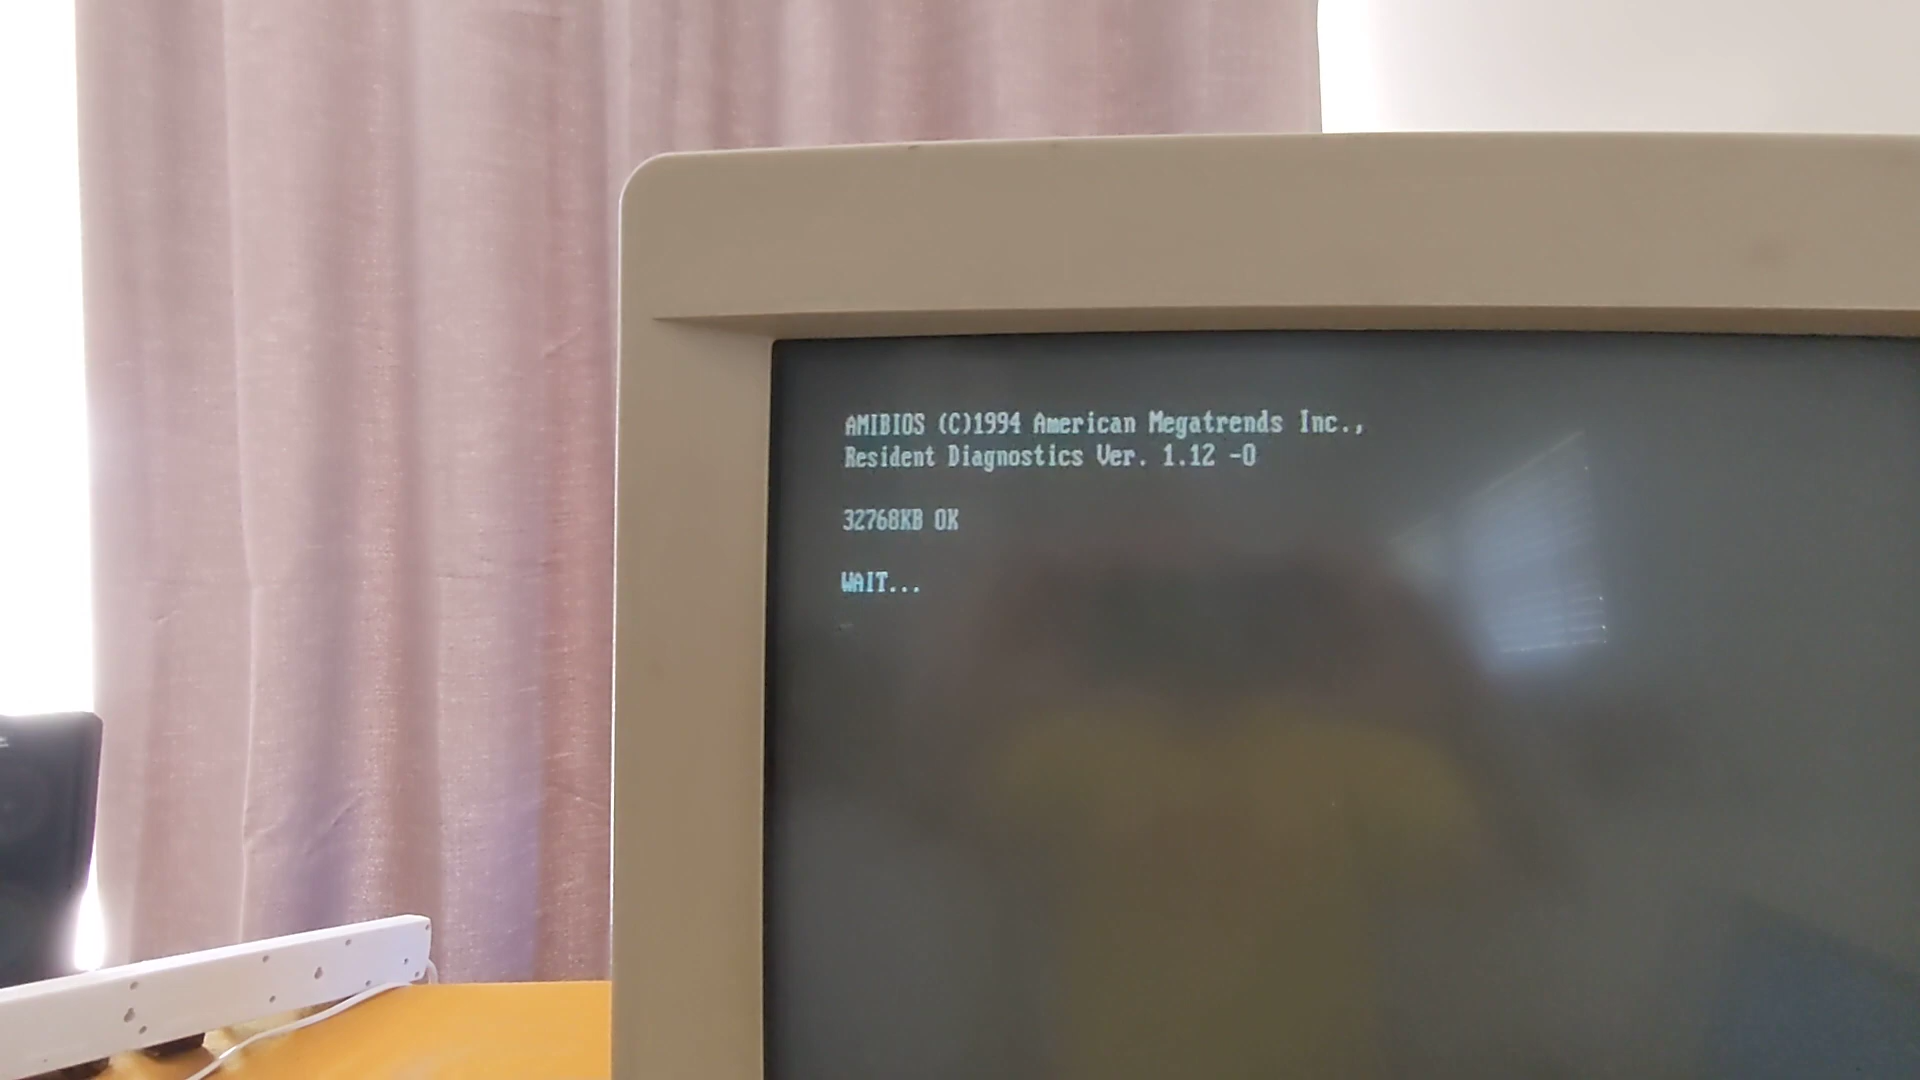 AMIBIOS (C)1994 American Megatrends Inc.,
Resident Diagnostics Ver. 1.12 -0
32768KB OK
WAIT...